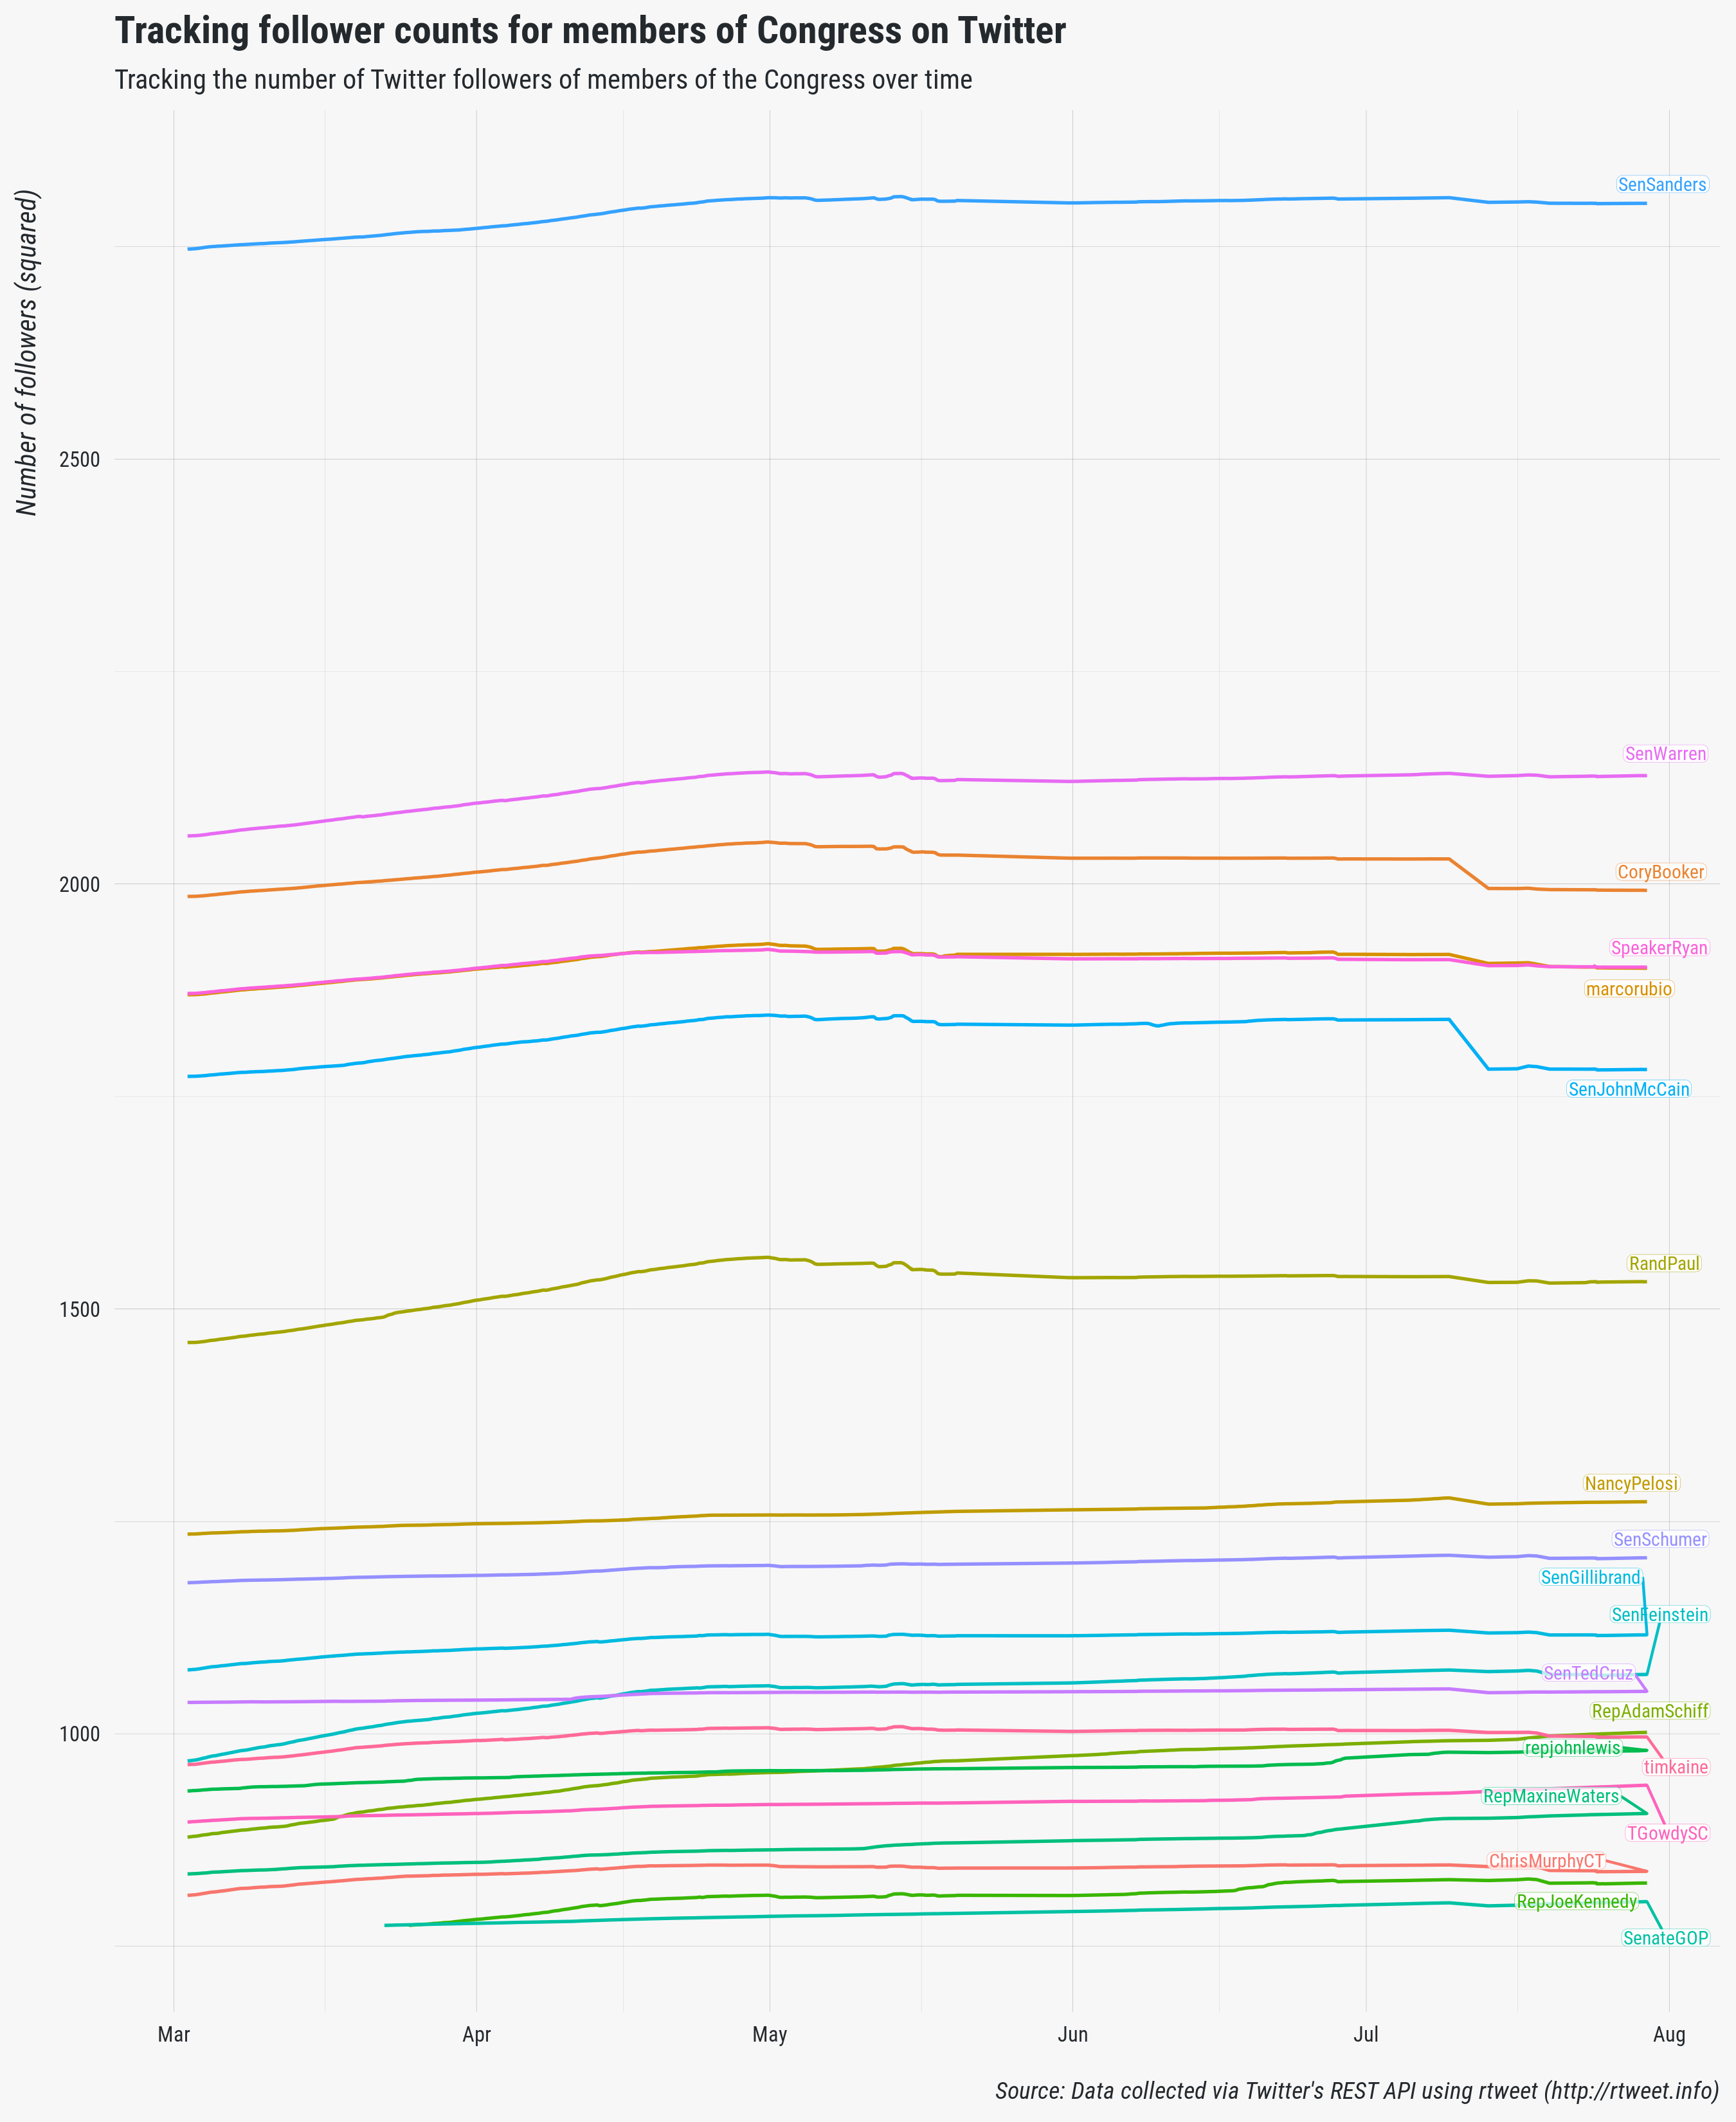 Tracking follower counts for members of Congress on Twitter
Tracking the number of Twitter followers of members of the Congress over time
Number of followers (squared)
2500
2000
1500
1000
SenSanders
SenWarren
CoryBooker
SpeakerRyan
marcorubio
SenJohnMcCain
RandPaul
NancyPelosi
SenSchumer
SenGillibrand
SenFeinstein
SenTedCruz
RepAdamSchiff
repjohnlewis
timkaine
RepMaxineWaters
TGowdySC
ChrisMurphyCT
RepJoeKennedy
SenateGOP
Mar Apr May Jun Jul Aug
Source: Data collected via Twitter's REST API using rtweet (http://rtweet.info)